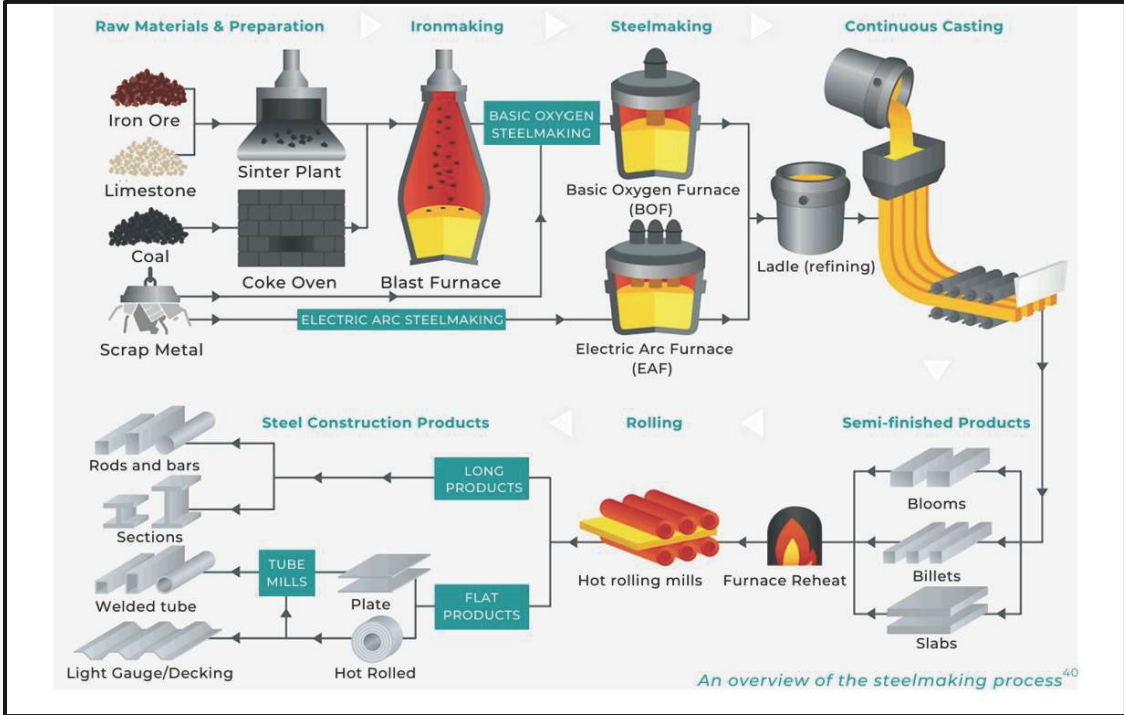 Raw Materials & Preparation
Ironmaking
Steelmaking
Continuous Casting
Iron Ore
Limestone
Coal
Scrap Metal
Sinter Plant
Coke Oven
Blast Furnace
BASIC OXYGEN
STEELMAKING
ELECTRIC ARC STEELMAKING
Basic Oxygen Furnace
(BOF)
Electric Arc Furnace
(EAF)
Ladle (refining)
Steel Construction Products
Rolling
Semi-finished Products
Rods and bars
Sections
Welded tube
Light Gauge/Decking
LONG
PRODUCTS
TUBE
MILLS
Plate
Hot Rolled
FLAT
PRODUCTS
Hot rolling mills
Furnace Reheat
Blooms
Billets
Slabs
An overview of the steelmaking process40